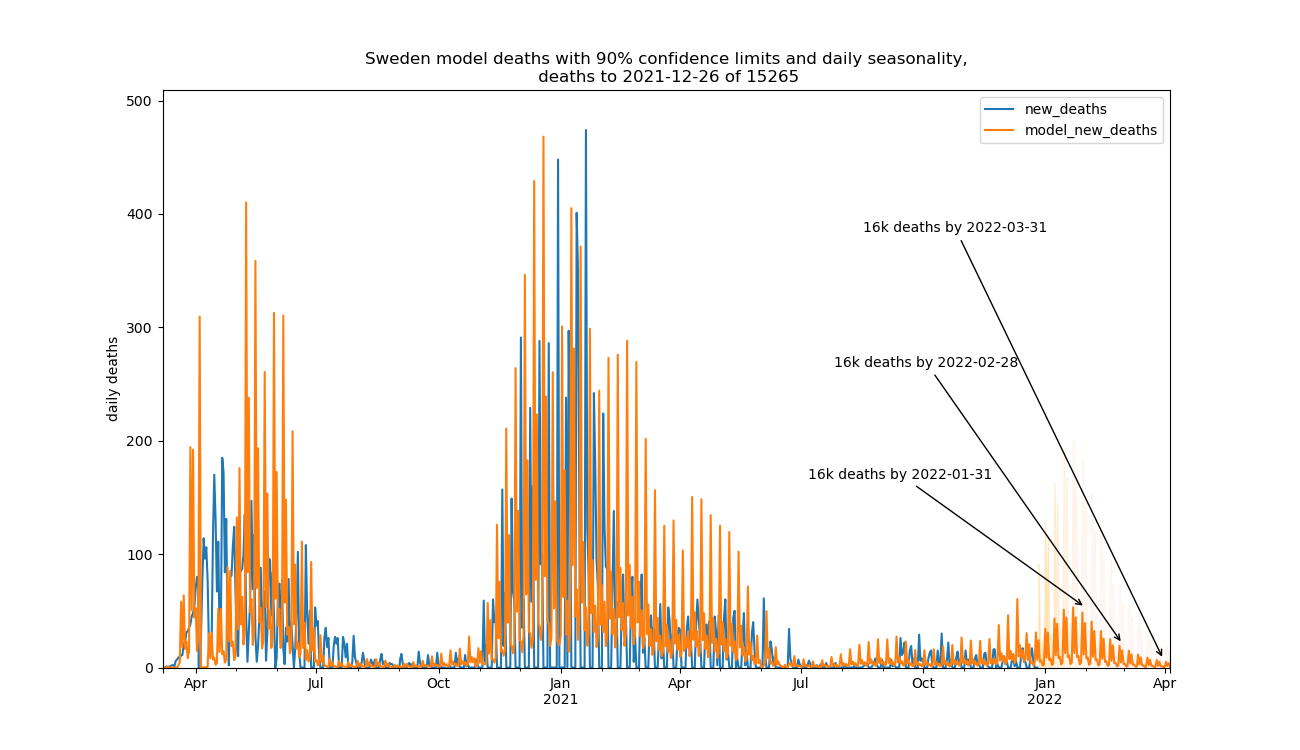 Sweden model deaths with 90% confidence limits and daily seasonality,
deaths to 2021-12-26 of 15265
new_deaths
model_new_deaths
daily deaths
500
400
300
200
100
0
16k deaths by 2022-03-31
16k deaths by 2022-02-28
16k deaths by 2022-01-31
Apr Jul Oct Jan Apr Jul Oct Jan Apr
2021 2022